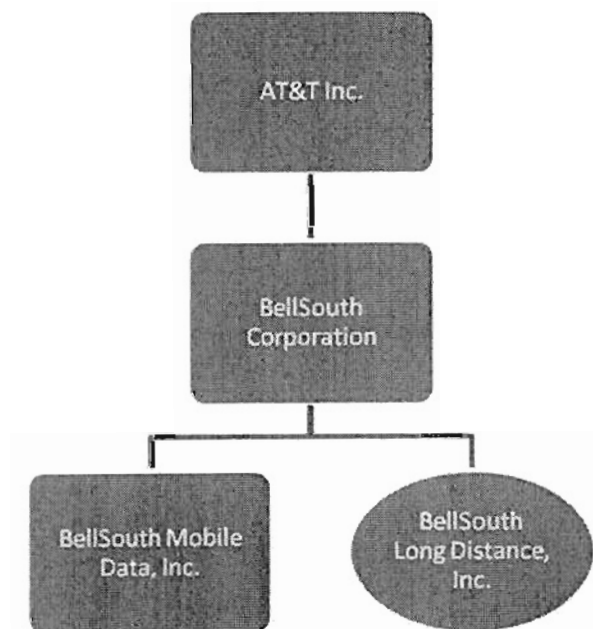 AT&T Inc.
BellSouth
Corporation
BellSouth Mobile
Data, Inc.
BellSouth
Long Distance,
Inc.